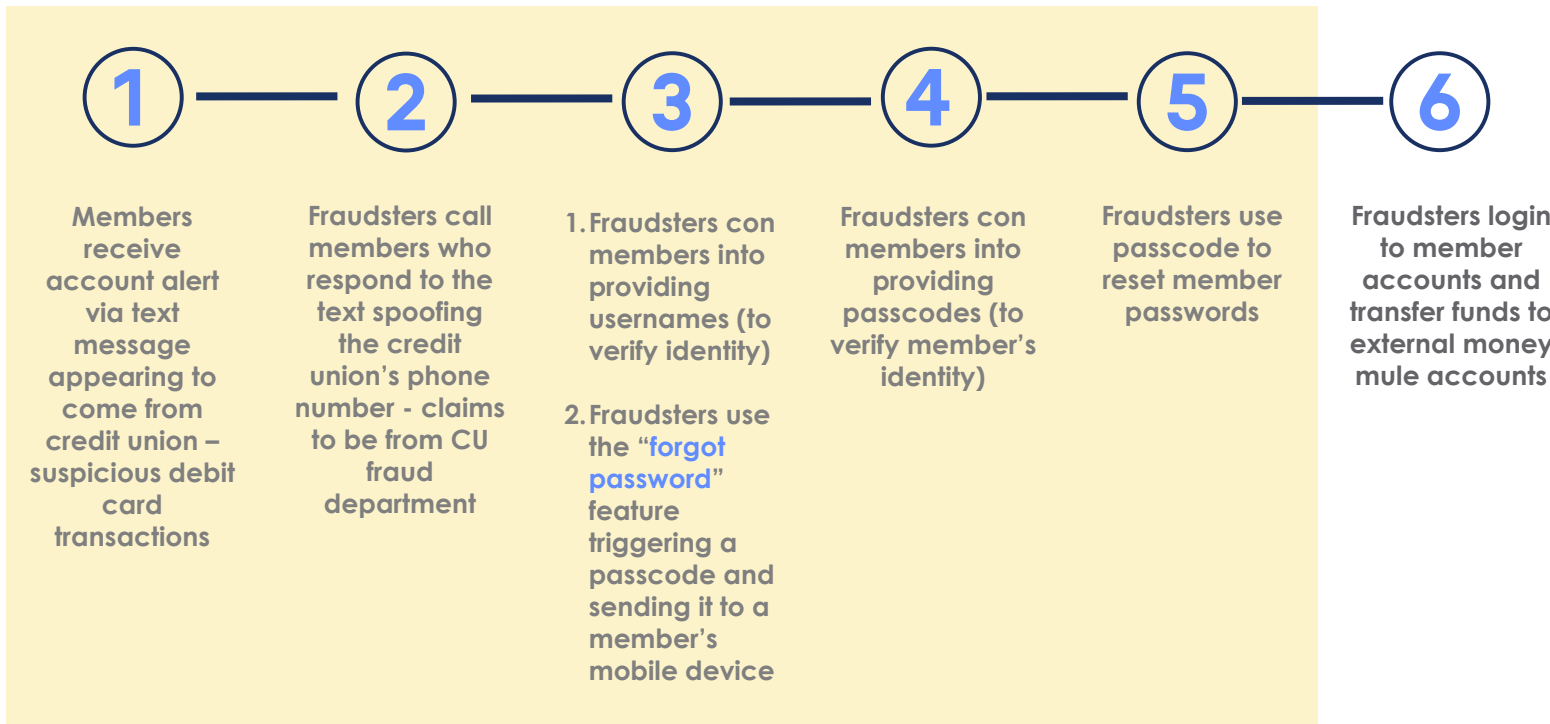 1
2
3
4
5
6
Members
receive
account alert
via text
message
appearing to
come from
credit union –
suspicious debit
card
transactions
Fraudsters call
members who
respond to the
text spoofing
the credit
union’s phone
number - claims
to be from CU
fraud
department
1. Fraudsters con
members into
providing
usernames (to
verify identity)
2. Fraudsters use
the “forgot
password”
feature
triggering a
passcode and
sending it to a
member’s
mobile device
Fraudsters con
members into
providing
passcodes (to
verify member’s
identity)
Fraudsters use
passcode to
reset member
passwords
Fraudsters login
to member
accounts and
transfer funds to
external money
mule accounts